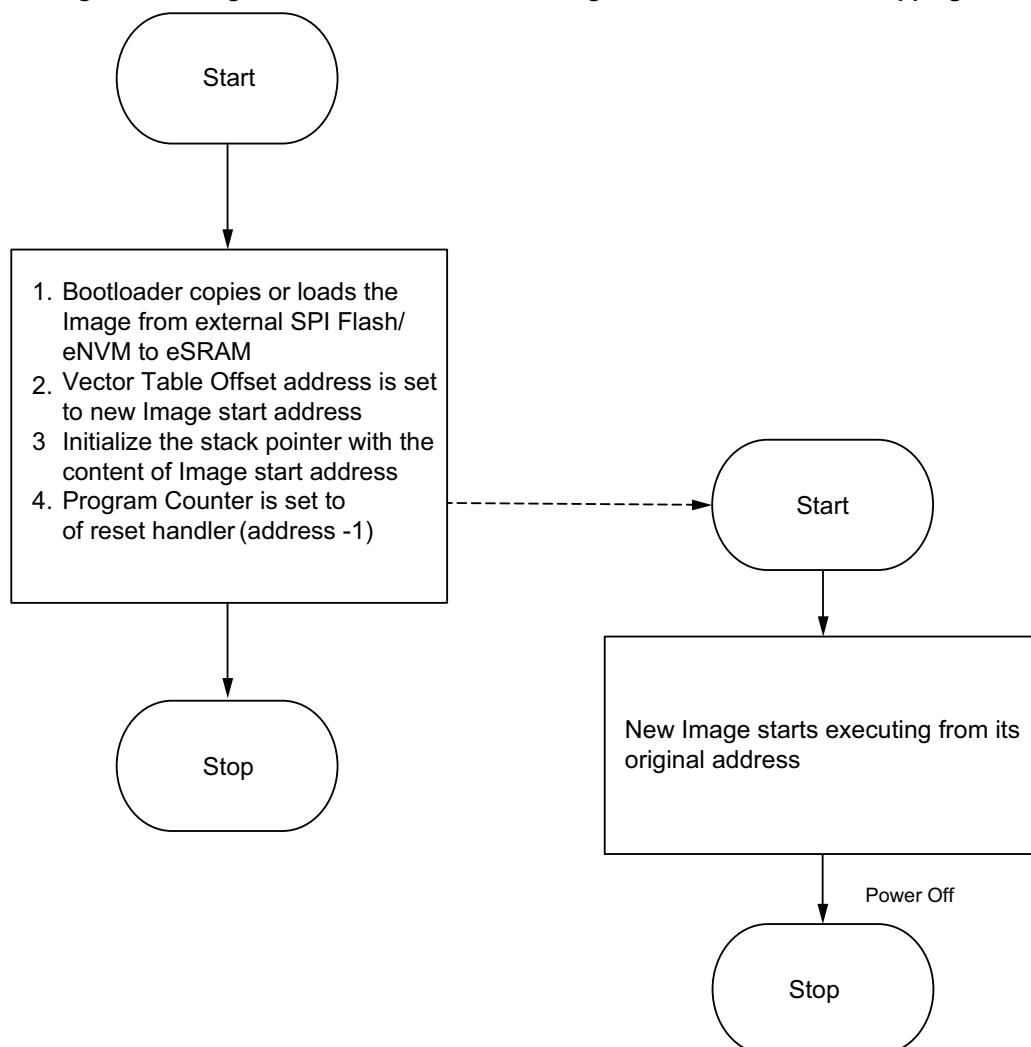 Start
1. Bootloader copies or loads the
Image from external SPI Flash/
eNVM to eSRAM
2. Vector Table Offset address is set
to new Image start address
3 Initialize the stack pointer with the
content of Image start address
4. Program Counter is set to
of reset handler (address -1)
Start
Stop
New Image starts executing from its
original address
Power Off
Stop